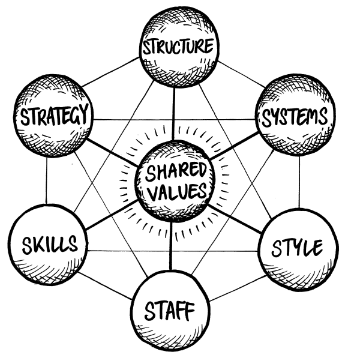 STRUCTURE
STRATEGY
SYSTEMS
SHARED
VALUES
SKILLS
STYLE
STAFF